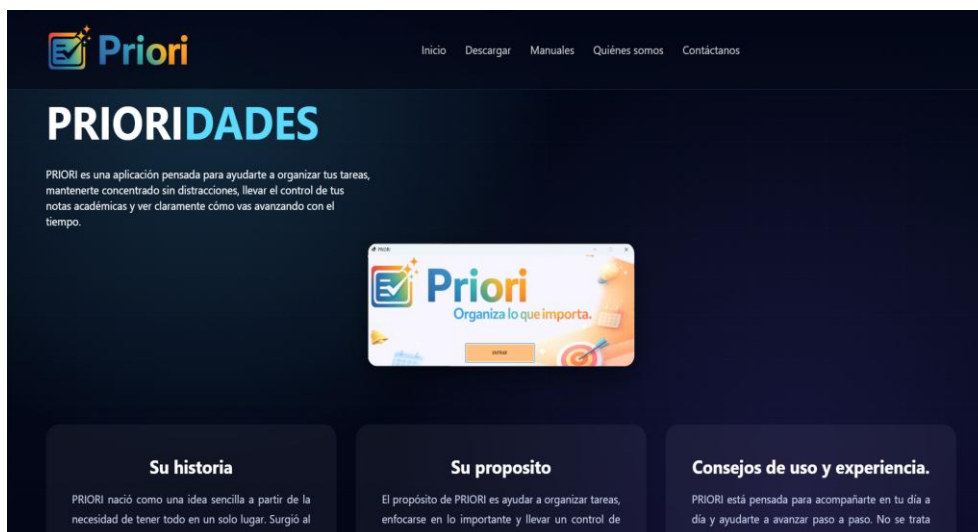 Priori
Inicio Descargar Manuales Quiénes somos Contáctanos
PRIORIDADES
PRIORI es una aplicación pensada para ayudarte a organizar tus tareas,
mantenerte concentrado sin distracciones, llevar el control de tus
notas académicas y ver claramente cómo vas avanzando con el
tiempo.
PRIORI
Priori
Organiza lo que importa.
ENTRAR
Su historia
PRIORI nació como una idea sencilla a partir de la
necesidad de tener todo en un solo lugar. Surgió al
Su proposito
El propósito de PRIORI es ayudar a organizar tareas,
enfocarse en lo importante y llevar un control de
Consejos de uso y experiencia.
PRIORI está pensada para acompañarte en tu día a
día y ayudarte a avanzar paso a paso. No se trata